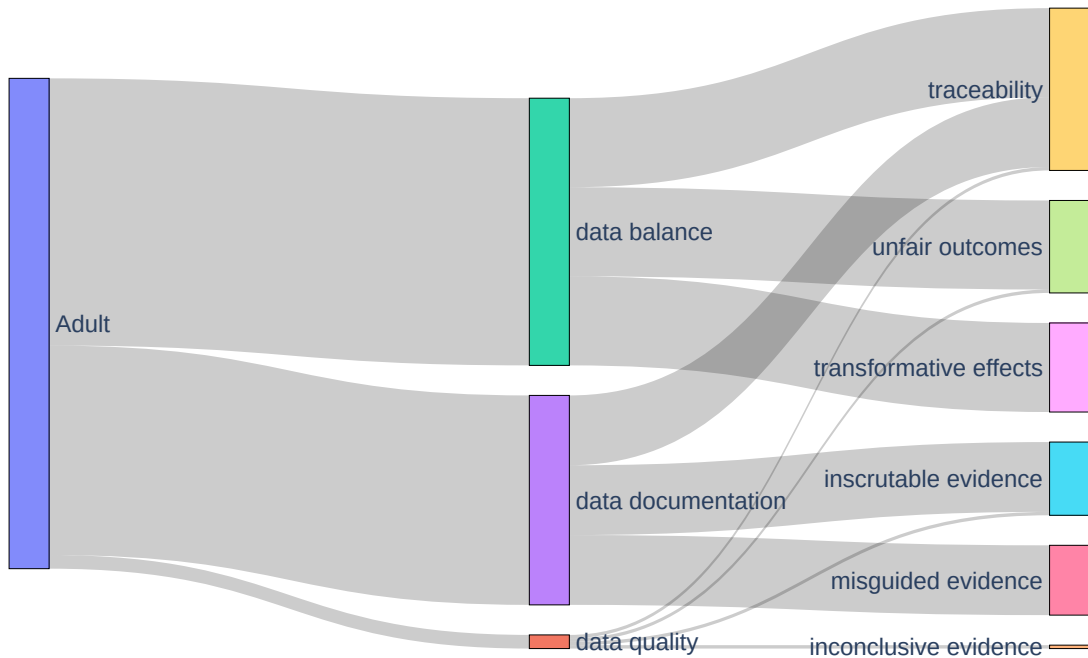 Adult
data balance
data documentation
data quality
traceability
unfair outcomes
transformative effects
inscrutable evidence
misguided evidence
inconclusive evidence